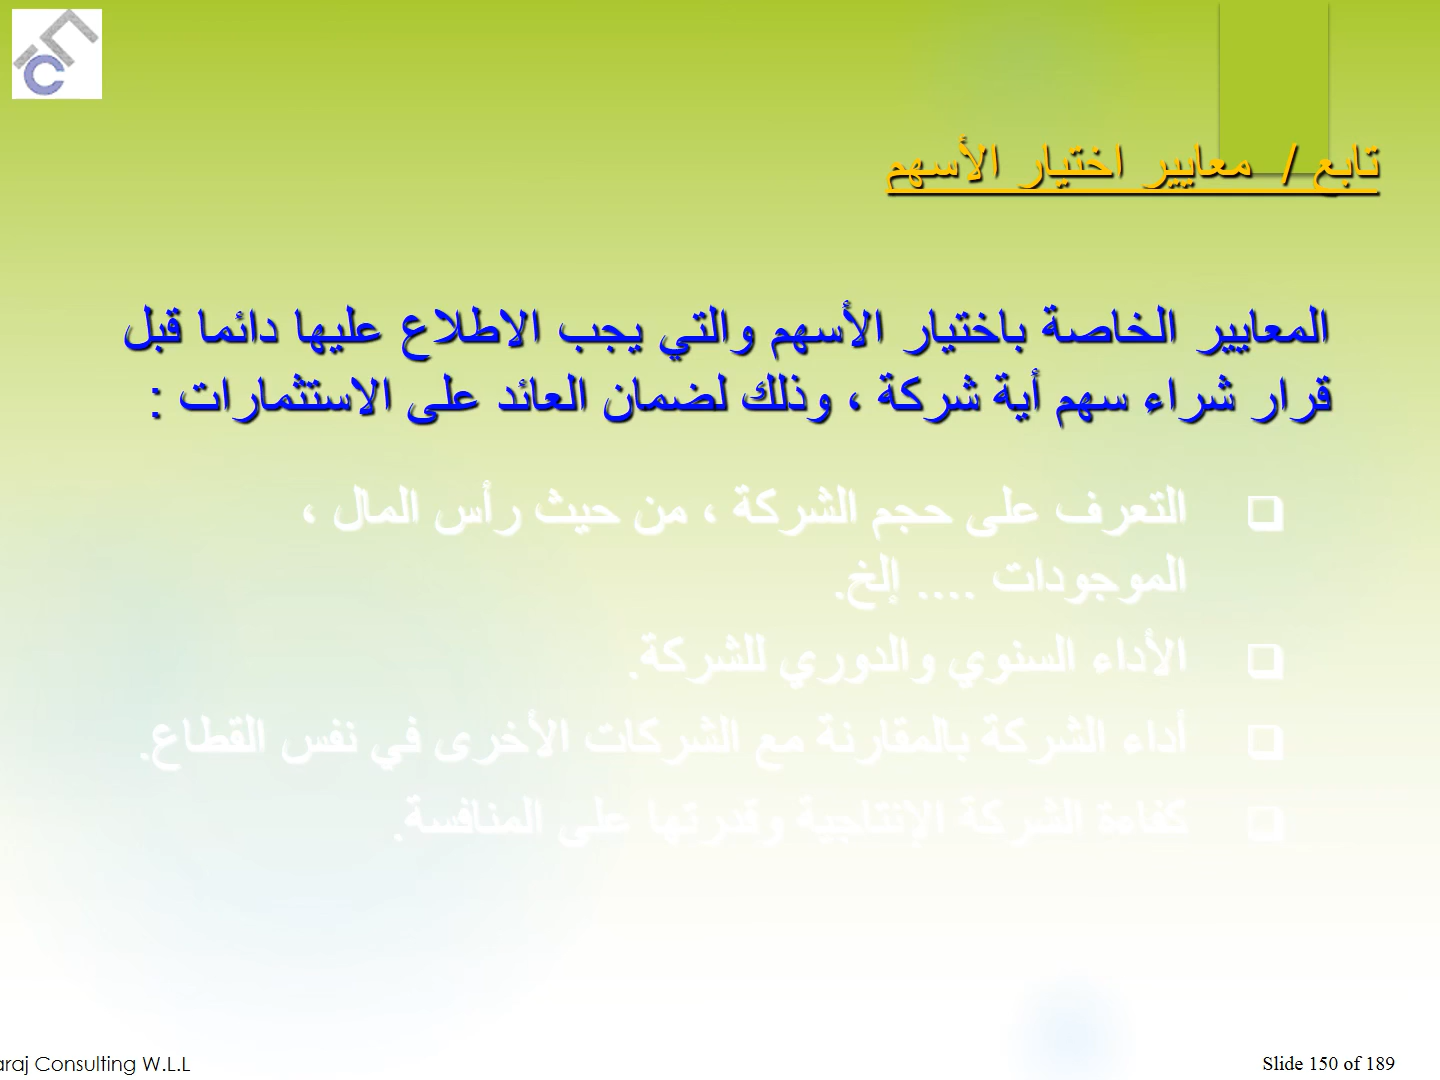 تابع / معايير اختيار الأسهم
المعايير الخاصة باختيار الأسهم والتي يجب الاطلاع عليها دائما قبل
قرار شراء سهم أية شركة ، وذلك لضمان العائد على الاستثمارات :
التعرف على حجم الشركة ، من حيث رأس المال ،
الموجودات .... إلخ.
الأداء السنوي والدوري للشركة.
أداء الشركة بالمقارنة مع الشركات الأخرى في نفس القطاع.
كفاءة الشركة الإنتاجية وقدرتها على المنافسة.
Consulting W.L.L
Slide 150 of 189